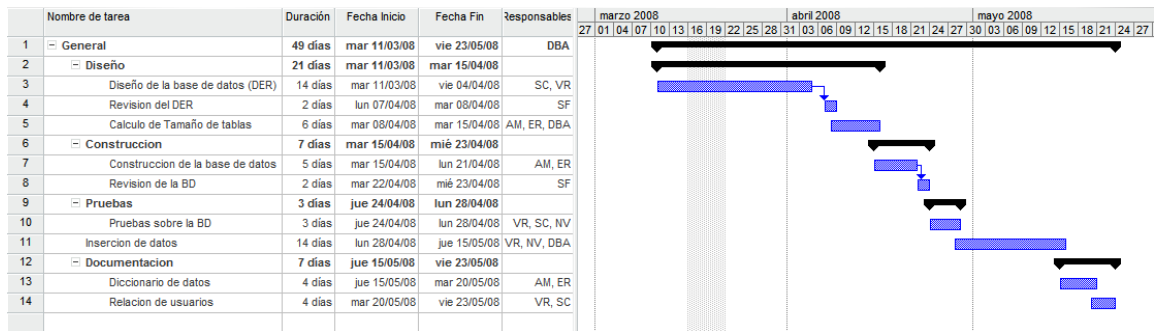 Nombre de tarea Duración Fecha Inicio Fecha Fin Responsables marzo 2008 abril 2008 mayo 2008
27 01 04 07 10 13 16 19 22 25 28 31 03 06 09 12 15 18 21 24 27 30 03 06 09 12 15 18 21 24 27
1 General 49 días mar 11/03/08 vie 23/05/08 DBA
2 Diseño 21 días mar 11/03/08 mar 15/04/08
3 Diseño de la base de datos (DER) 14 días mar 11/03/08 vie 04/04/08 SC, VR
4 Revision del DER 2 días lun 07/04/08 mar 08/04/08 SF
5 Calculo de Tamaño de tablas 6 días mar 08/04/08 mar 15/04/08 AM, ER, DBA
6 Construccion 7 días mar 15/04/08 mié 23/04/08
7 Construccion de la base de datos 5 días mar 15/04/08 lun 21/04/08 AM, ER
8 Revision de la BD 2 días mar 22/04/08 mié 23/04/08 SF
9 Pruebas 3 días jue 24/04/08 lun 28/04/08
10 Pruebas sobre la BD 3 días jue 24/04/08 lun 28/04/08 VR, SC, NV
11 Insercion de datos 14 días lun 28/04/08 jue 15/05/08 VR, NV, DBA
12 Documentacion 7 días jue 15/05/08 vie 23/05/08
13 Diccionario de datos 4 días jue 15/05/08 mar 20/05/08 AM, ER
14 Relacion de usuarios 4 días mar 20/05/08 vie 23/05/08 VR, SC